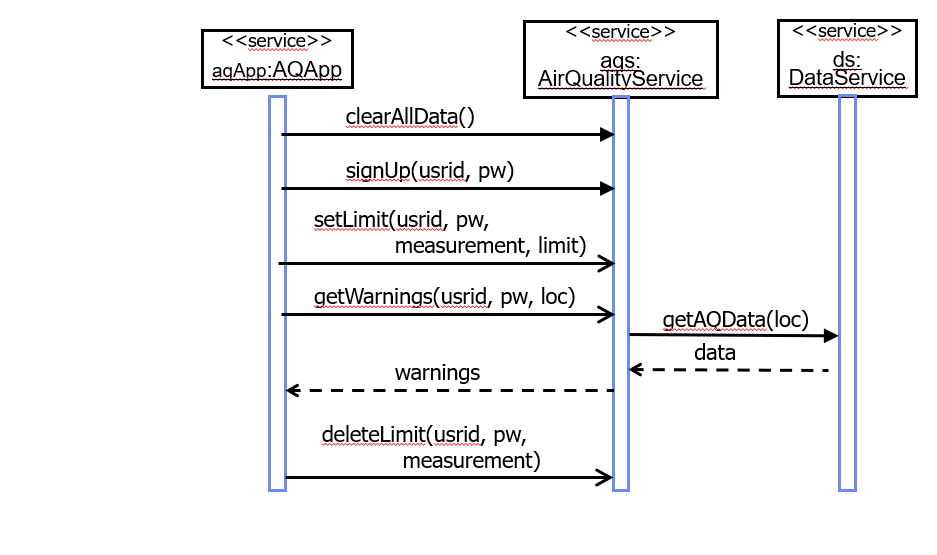 <<service>>
aqApp:AQApp
<<service>>
aqs:
AirQualityService
<<service>>
ds:
DataService
clearAllData()
signUp(usrid, pw)
setLimit(usrid, pw,
measurement, limit)
getWarnings(usrid, pw, loc)
getAQData(loc)
data
warnings
deleteLimit(usrid, pw,
measurement)